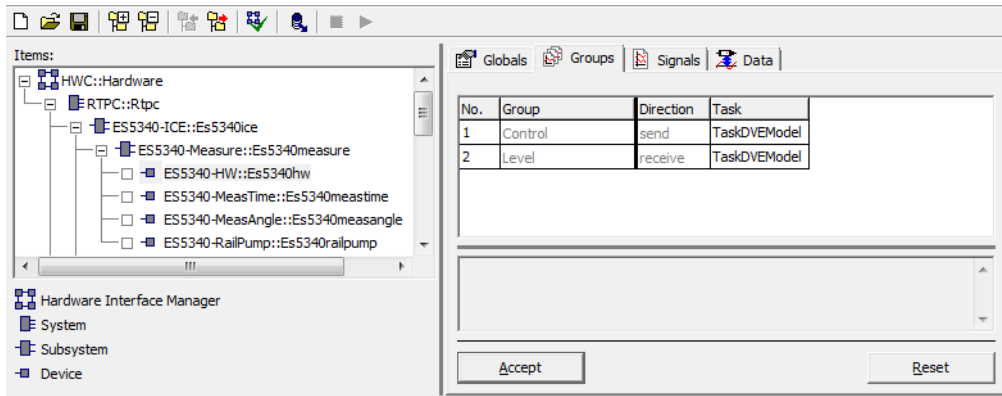 Items:
HWC::Hardware
RTPC::Rtpc
ES5340-ICE::Es5340ice
ES5340-Measure::Es5340measure
ES5340-HW::Es5340hw
ES5340-MeasTime::Es5340meastime
ES5340-MeasAngle::Es5340measangle
ES5340-RailPump::Es5340railpump
Hardware Interface Manager
System
Subsystem
Device
Globals Groups Signals Data
No. Group Direction Task
1 Control send TaskDVEModel
2 Level receive TaskDVEModel
Accept Reset